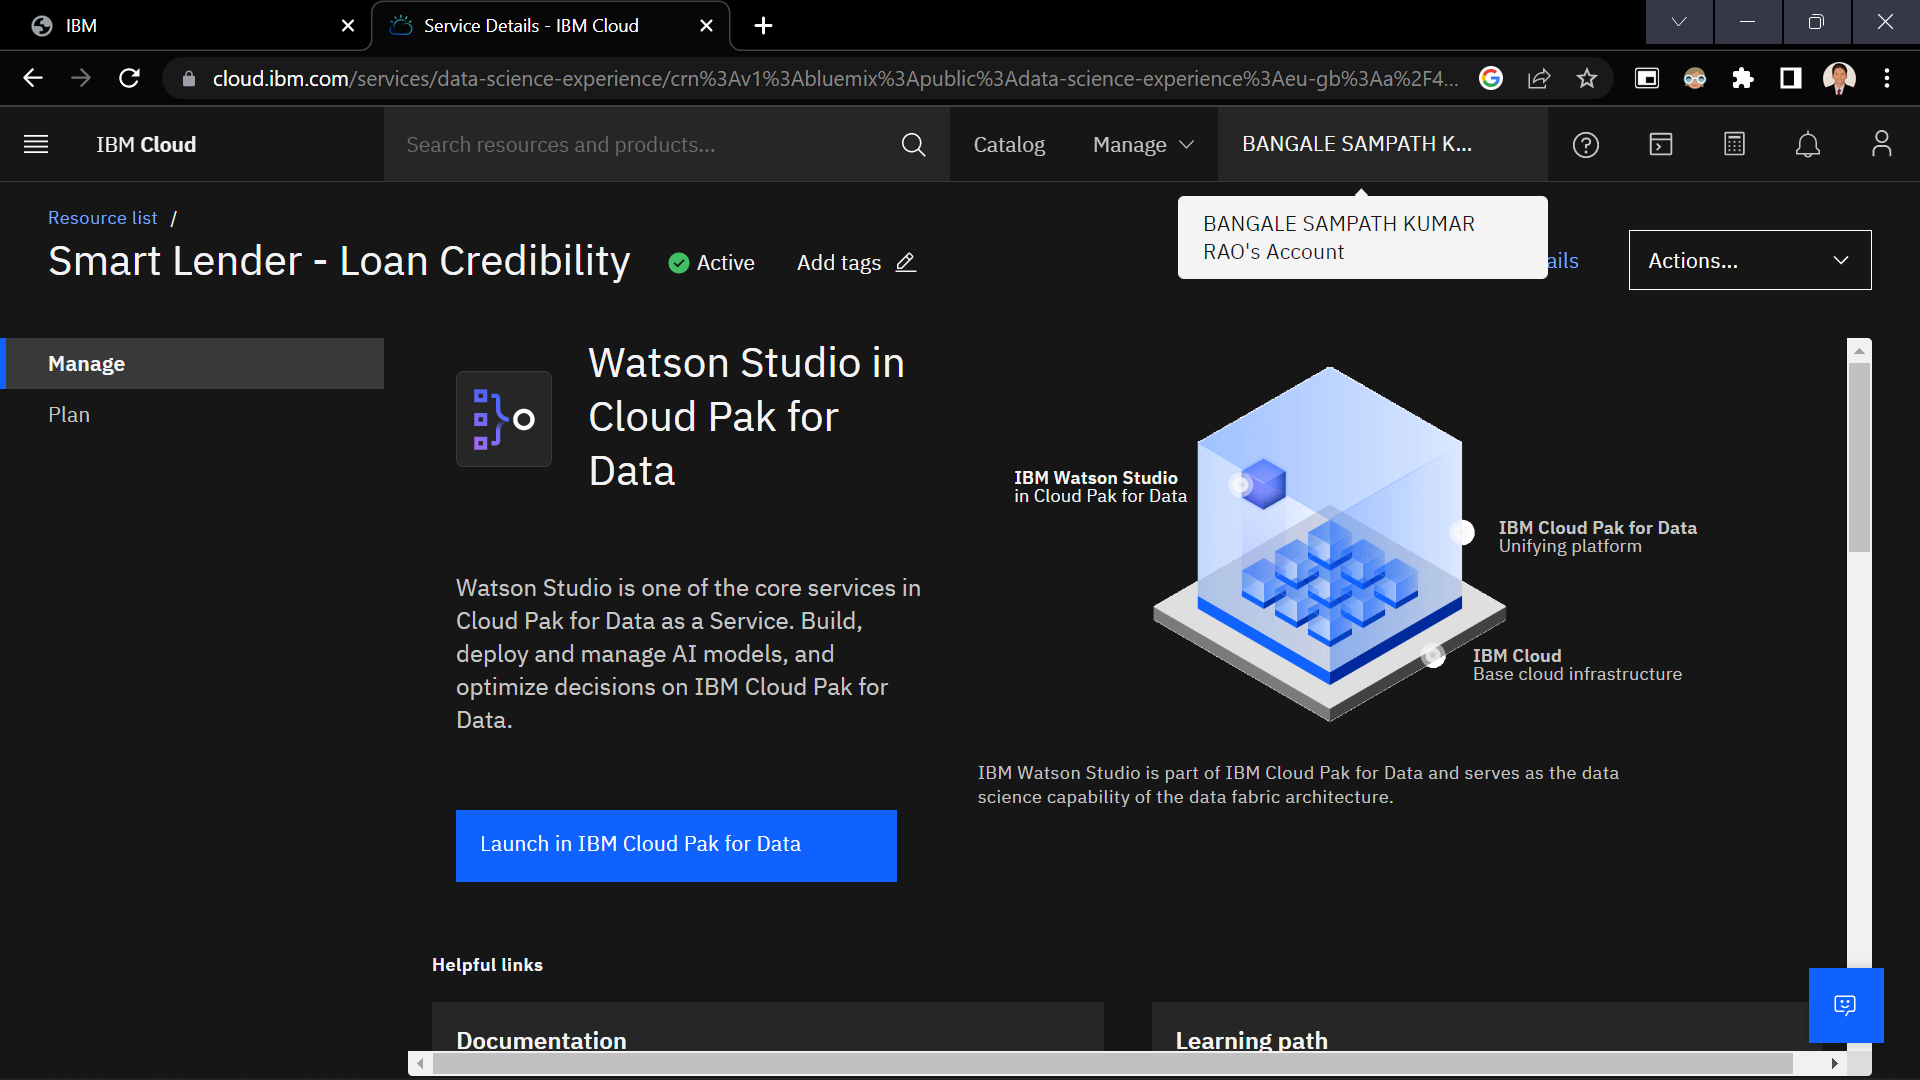 IBM
Service Details - IBM Cloud
cloud.ibm.com/services/data-science-experience/crn%3Av1%3Abluemix%3Apublic%3Adata-science-experience%3Aeu-gb%3Aa%2F4...
IBM Cloud
Search resources and products...
Catalog
Manage
BANGALE SAMPATH K...
BANGALE SAMPATH KUMAR
RAO's Account
Resource list /
Smart Lender - Loan Credibility
Active
Add tags
ails
Actions...
Manage
Plan
Watson Studio in
Cloud Pak for
Data
Watson Studio is one of the core services in
Cloud Pak for Data as a Service. Build,
deploy and manage AI models, and
optimize decisions on IBM Cloud Pak for
Data.
Launch in IBM Cloud Pak for Data
IBM Watson Studio
in Cloud Pak for Data
IBM Cloud Pak for Data
Unifying platform
IBM Cloud
Base cloud infrastructure
IBM Watson Studio is part of IBM Cloud Pak for Data and serves as the data
science capability of the data fabric architecture.
Helpful links
Documentation
Learning path